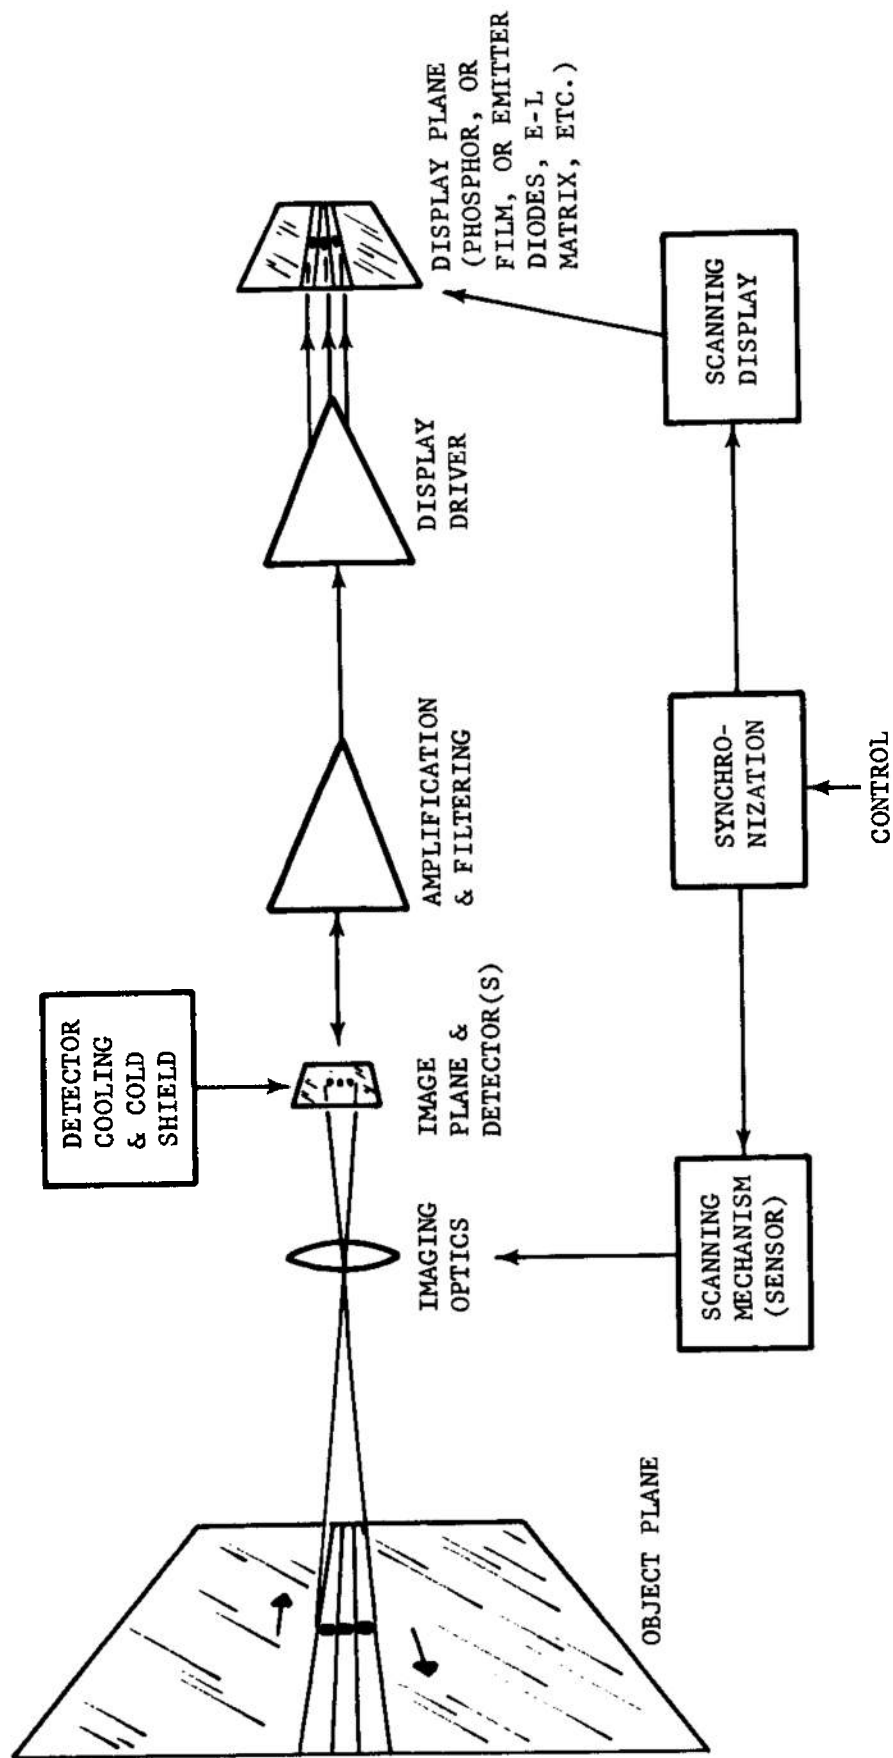 DETECTOR
COOLING
& COLD
SHIELD
OBJECT PLANE
IMAGING
OPTICS
IMAGE
PLANE &
DETECTOR(S)
AMPLIFICATION
& FILTERING
DISPLAY
DRIVER
DISPLAY PLANE
(PHOSPHOR, OR
FILM, OR EMITTER
DIODES, E-L
MATRIX, ETC.)
SCANNING
MECHANISM
(SENSOR)
SYNCHRO-
NIZATION
SCANNING
DISPLAY
CONTROL